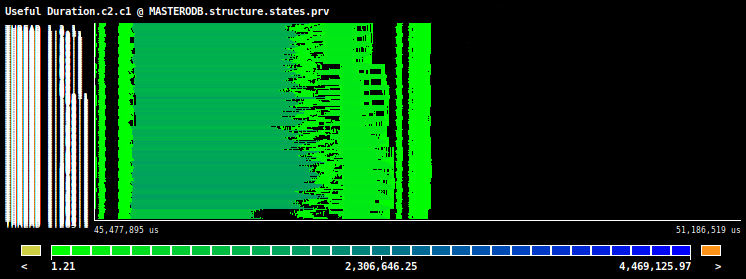 Useful Duration.c2.c1 @ MASTERODB.structure.states.prv
45,477,895 us
51,186,519 us
<
1.21
2,306,646.25
4,469,125.97
>